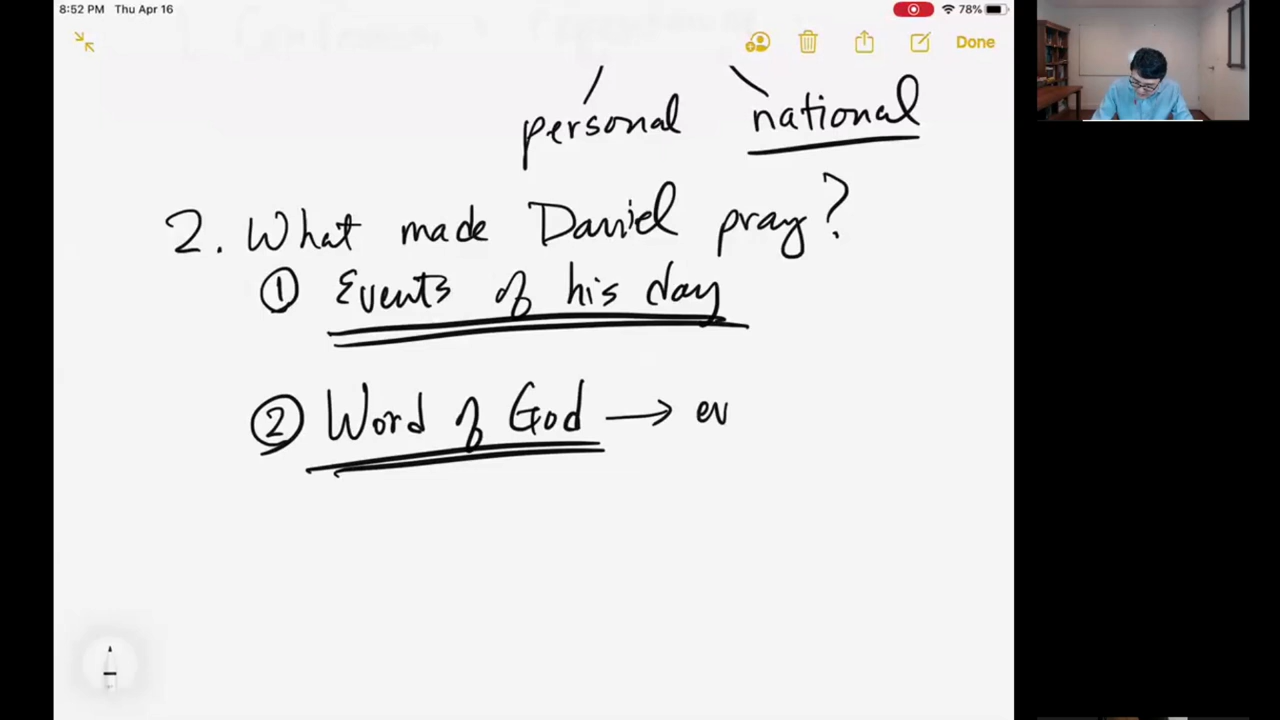 8:52 PM Thu Apr 16
78%
Done
personal national
2. What made Daniel pray?
① Events of his day
② Word of God → ev